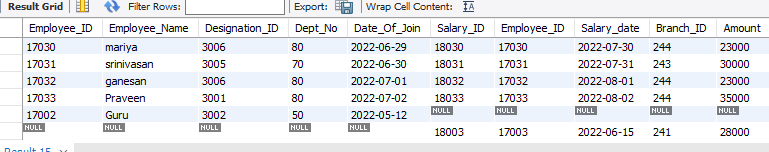 Result Grid Filter Rows: Export: Wrap Cell Content: IA
Employee_ID Employee_Name Designation_ID Dept_No Date_Of_Join Salary_ID Employee_ID Salary_date Branch_ID Amount
17030 mariya 3006 80 2022-06-29 18030 17030 2022-07-30 244 23000
17031 srinivasan 3005 70 2022-06-30 18031 17031 2022-07-31 243 30000
17032 ganesan 3006 80 2022-07-01 18032 17032 2022-08-01 244 23000
17033 Praveen 3001 80 2022-07-02 18033 17033 2022-08-02 244 35000
17002 Guru 3002 50 2022-05-12 NULL NULL NULL NULL NULL
NULL NULL NULL NULL NULL 18003 17003 2022-06-15 241 28000